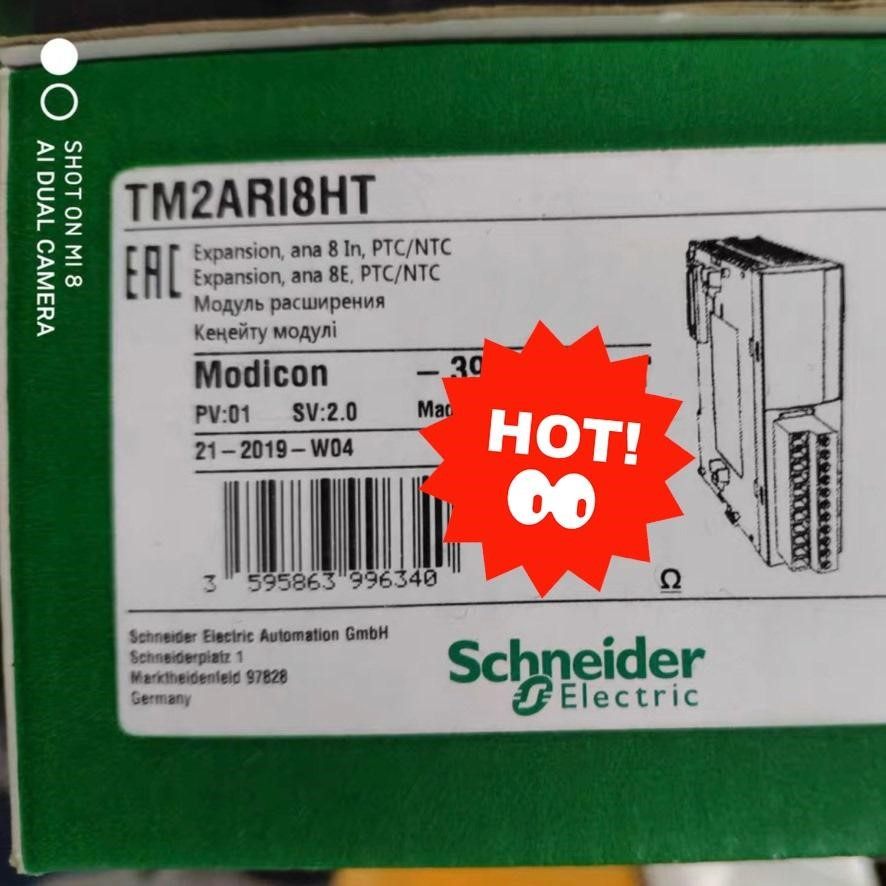 SHOT ON MI 8
AI DUAL CAMERA
TM2ARI8HT
EAC
Expansion, ana 8 In, PTC/NTC
Expansion, ana 8E, PTC/NTC
Модуль расширения
Кеңейту модулі
Modicon
PV:01 SV:2.0
21-2019-W04
HOT!
3 595863 996340
Ω
Schneider Electric Automation GmbH
Schneiderplatz 1
Marktheidenfeld 97828
Germany
Schneider
Electric